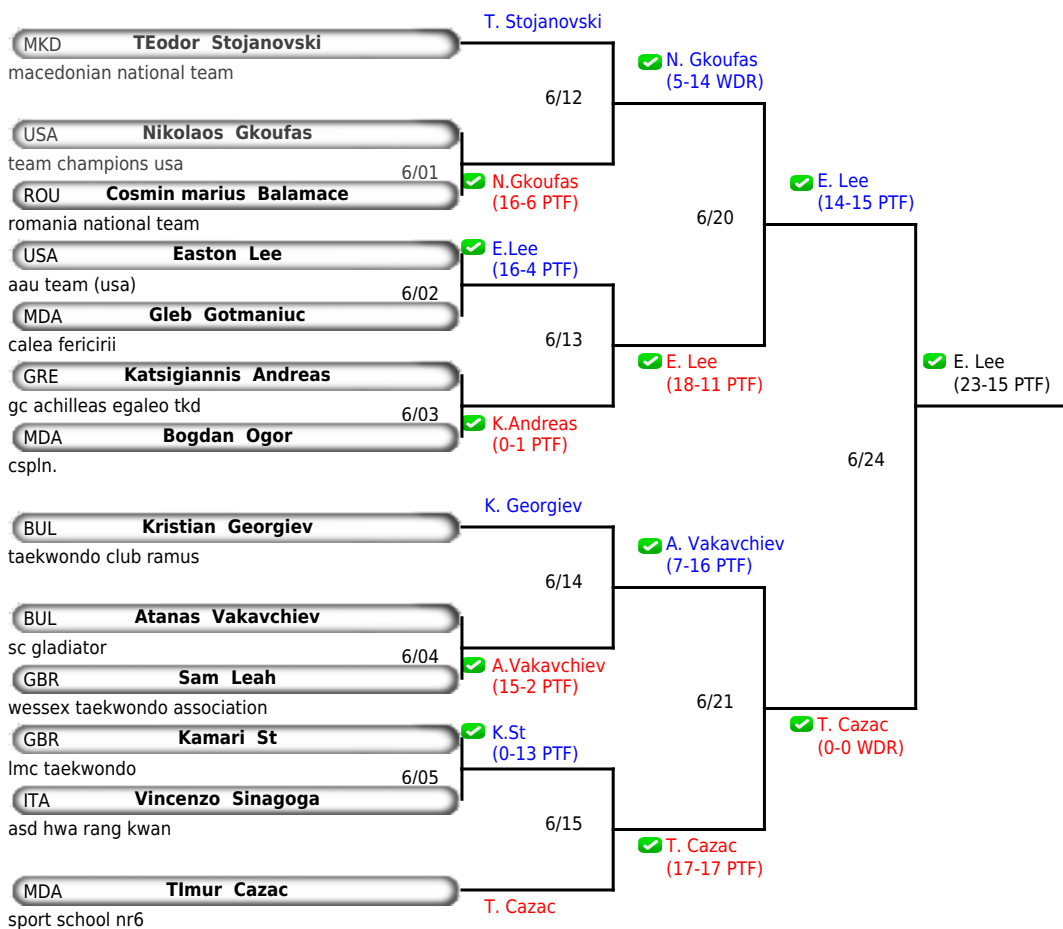 T. Stojanovski
MKD TEodor Stojanovski
macedonian national team
N. Gkoufas
(5-14 WDR)
6/12
USA Nikolaos Gkoufas
team champions usa
6/01
ROU Cosmin marius Balamace
romania national team
N.Gkoufas
(16-6 PTF)
E. Lee
(14-15 PTF)
6/20
USA Easton Lee
aau team (usa)
E.Lee
(16-4 PTF)
6/02
MDA Gleb Gotmaniuc
calea fericirii
6/13
E. Lee
(18-11 PTF)
GRE Katsigiannis Andreas
gc achilleas egaleo tkd
6/03
MDA Bogdan Ogor
cspln.
K.Andreas
(0-1 PTF)
E. Lee
(23-15 PTF)
6/24
K. Georgiev
BUL Kristian Georgiev
taekwondo club ramus
A. Vakavchiev
(7-16 PTF)
6/14
BUL Atanas Vakavchiev
sc gladiator
6/04
GBR Sam Leah
wessex taekwondo association
A.Vakavchiev
(15-2 PTF)
6/21
GBR Kamari St
lmc taekwondo
K.St
(0-13 PTF)
T. Cazac
(0-0 WDR)
6/05
ITA Vincenzo Sinagoga
asd hwa rang kwan
6/15
T. Cazac
(17-17 PTF)
MDA TImur Cazac
sport school nr6
T. Cazac